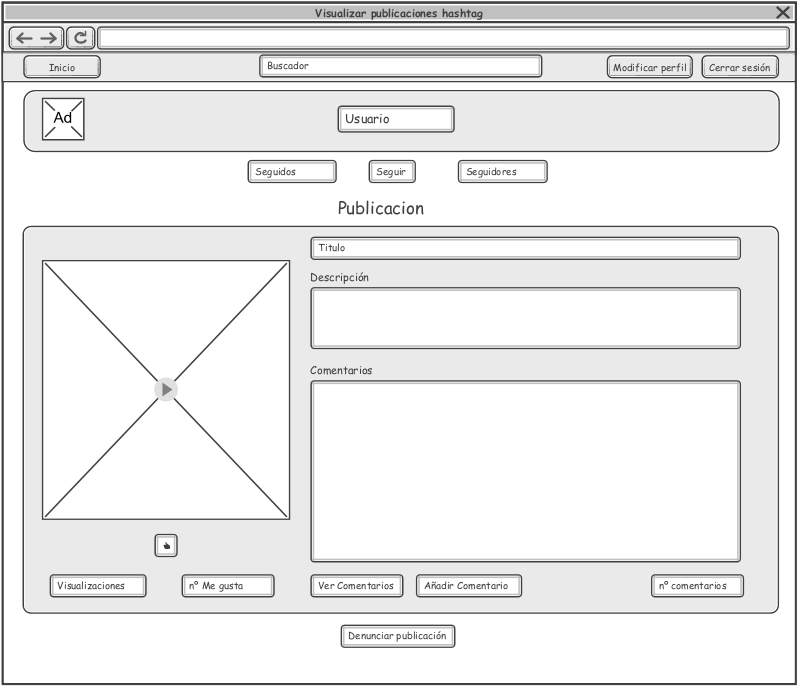 Visualizar publicaciones hashtag
Inicio
Buscador
Modificar perfil
Cerrar sesión
Ad
Usuario
Seguidos
Seguir
Seguidores
Publicacion
Titulo
Descripción
Comentarios
Visualizaciones
nº Me gusta
Ver Comentarios
Añadir Comentario
nº comentarios
Denunciar publicación